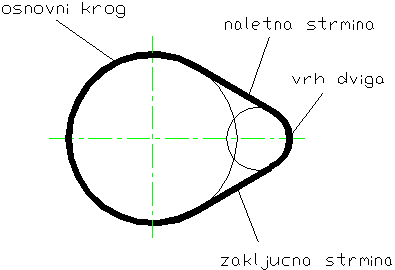 osnovni krog
naletna strmina
vrh dviga
zakljucna strmina